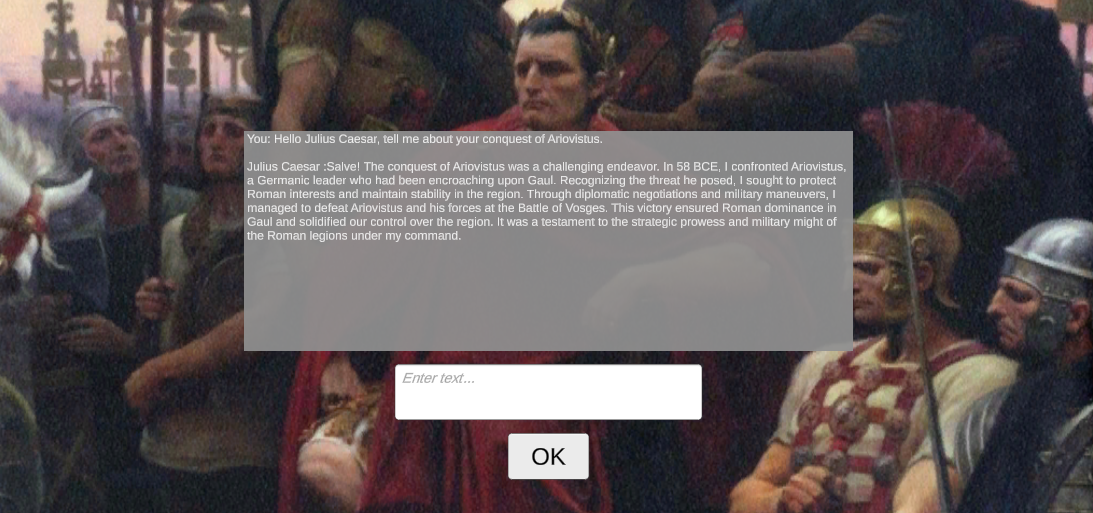 You: Hello Julius Caesar, tell me about your conquest of Ariovistus.
Julius Caesar :Salve! The conquest of Ariovistus was a challenging endeavor. In 58 BCE, I confronted Ariovistus,
a Germanic leader who had been encroaching upon Gaul. Recognizing the threat he posed, I sought to protect
Roman interests and maintain stability in the region. Through diplomatic negotiations and military maneuvers, I
managed to defeat Ariovistus and his forces at the Battle of Vosges. This victory ensured Roman dominance in
Gaul and solidified our control over the region. It was a testament to the strategic prowess and military might of
the Roman legions under my command.
Enter text...
OK